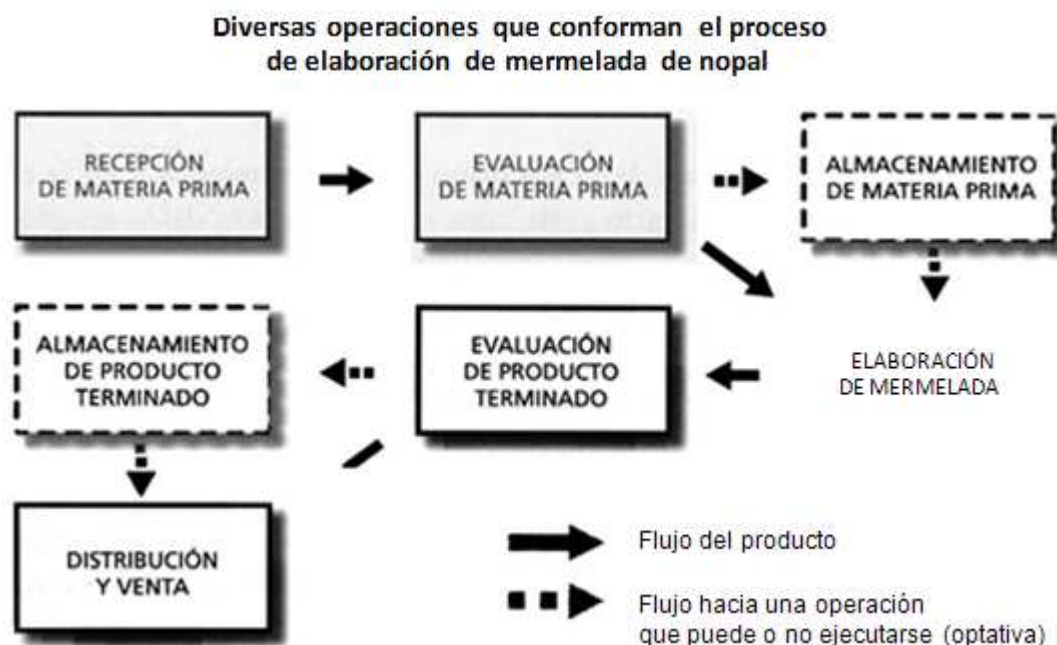 Diversas operaciones que conforman el proceso
de elaboración de mermelada de nopal
RECEPCIÓN
DE MATERIA PRIMA
EVALUACIÓN
DE MATERIA PRIMA
ALMACENAMIENTO
DE MATERIA PRIMA
ALMACENAMIENTO
DE PRODUCTO
TERMINADO
EVALUACIÓN
DE PRODUCTO
TERMINADO
ELABORACIÓN
DE MERMELADA
DISTRIBUCIÓN
Y VENTA
Flujo del producto
Flujo hacia una operación
que puede o no ejecutarse (optativa)